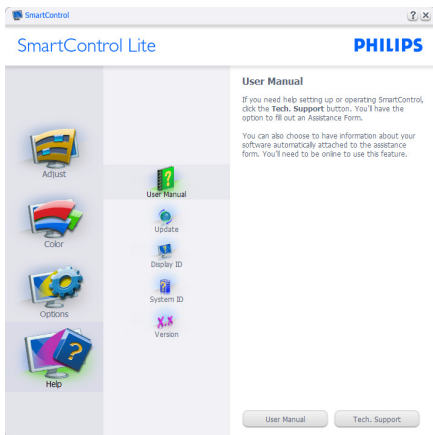 SmartControl
? ×
SmartControl Lite
PHILIPS
Adjust
Color
Options
Help
User Manual
Update
Display ID
System ID
X.X
Version
User Manual
If you need help setting up or operating SmartControl,
click the Tech. Support button. You'll have the
option to fill out an Assistance Form.
You can also choose to have information about your
software automatically attached to the assistance
form. You'll need to be online to use this feature.
User Manual
Tech. Support